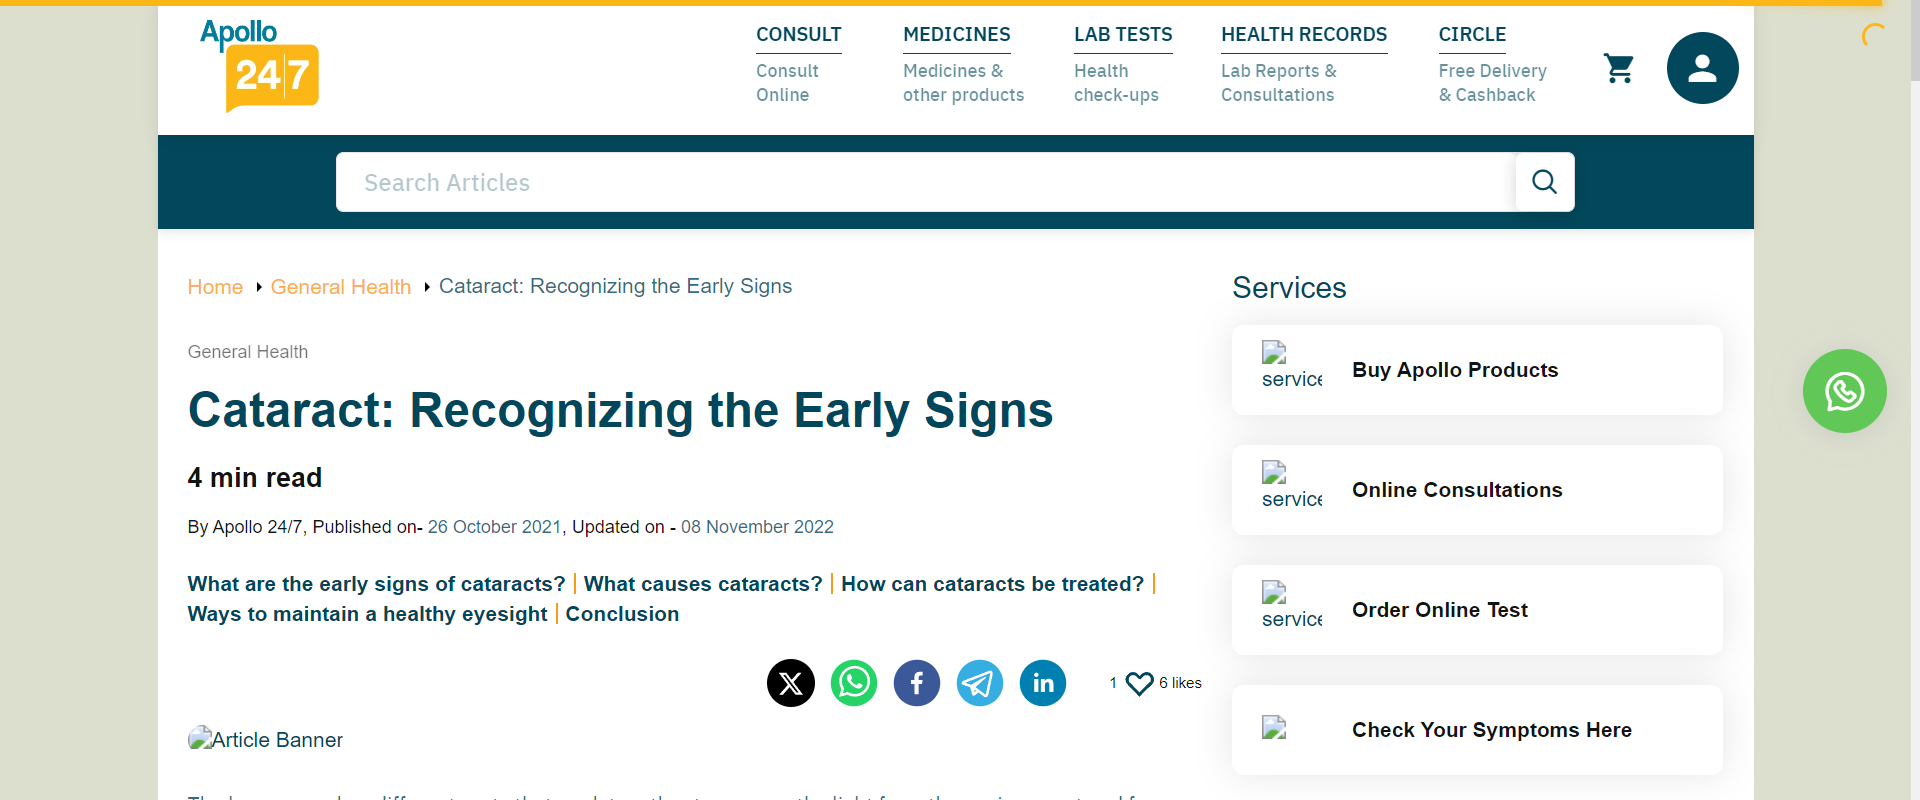 Apollo
24|7
CONSULT
Consult
Online
MEDICINES
Medicines &
other products
LAB TESTS
Health
check-ups
HEALTH RECORDS
Lab Reports &
Consultations
CIRCLE
Free Delivery
& Cashback
Search Articles
Home
General Health
Cataract: Recognizing the Early Signs
General Health
Cataract: Recognizing the Early Signs
4 min read
By Apollo 24/7, Published on- 26 October 2021, Updated on - 08 November 2022
What are the early signs of cataracts? | What causes cataracts? | How can cataracts be treated? |
Ways to maintain a healthy eyesight | Conclusion
1
6 likes
Article Banner
Services
service
Buy Apollo Products
service
Online Consultations
service
Order Online Test
Check Your Symptoms Here